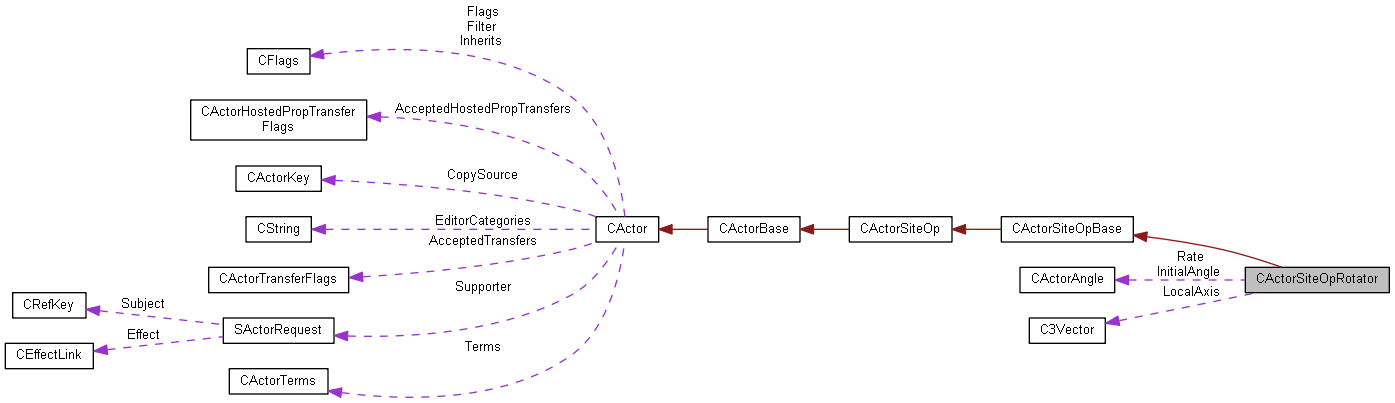 Flags
Filter
Inherits
CFlags
CActorHostedPropTransfer
Flags
AcceptedHostedPropTransfers
CActorKey
CopySource
CString
EditorCategories
CActor
CActorBase
CActorSiteOp
CActorSiteOpBase
AcceptedTransfers
CActorTransferFlags
Rate
InitialAngle
CActorAngle
CActorSiteOpRotator
LocalAxis
Supporter
CRefKey
Subject
SActorRequest
C3Vector
Effect
CEffectLink
Terms
CActorTerms